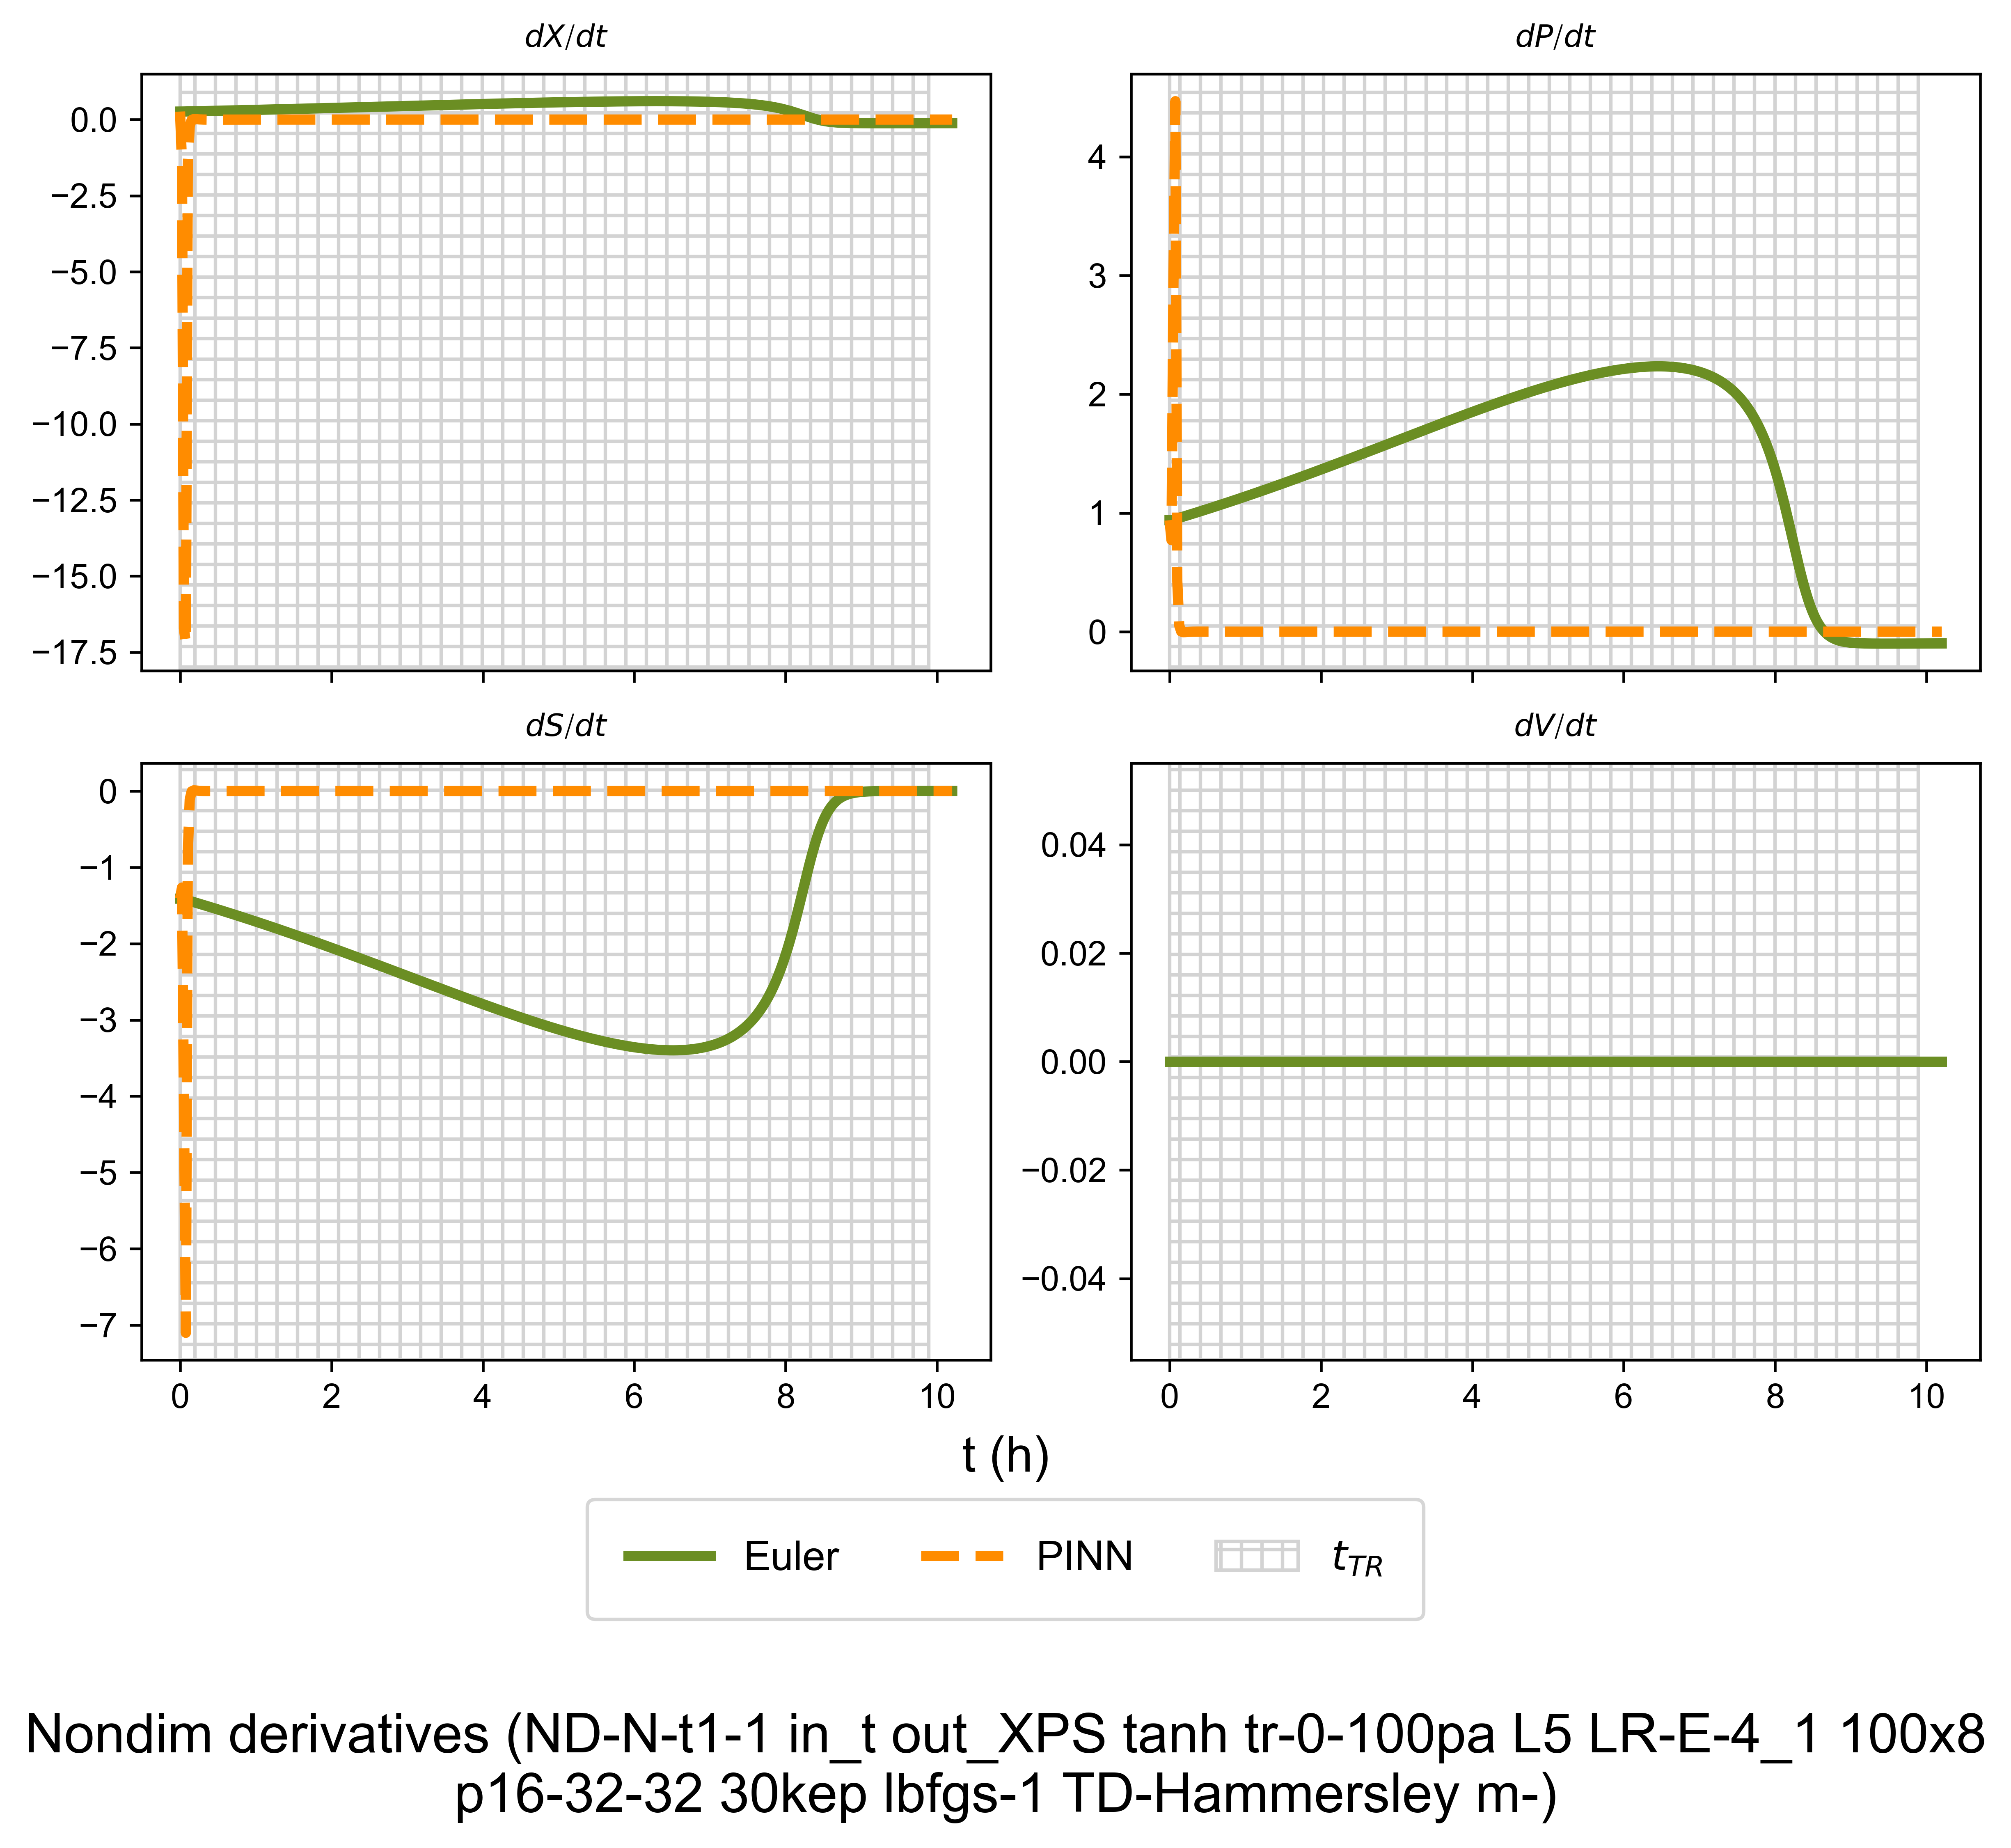 dX/dt
dP/dt
0.0
−2.5
−5.0
−7.5
−10.0
−12.5
−15.0
−17.5
4
3
2
1
0
dS/dt
dV/dt
0
−1
−2
−3
−4
−5
−6
−7
0.04
0.02
0.00
−0.02
−0.04
0 2 4 6 8 10
0 2 4 6 8 10
t (h)
Euler PINN t_TR
Nondim derivatives (ND-N-t1-1 in_t out_XPS tanh tr-0-100pa L5 LR-E-4_1 100x8
p16-32-32 30kep lbfgs-1 TD-Hammersley m-)